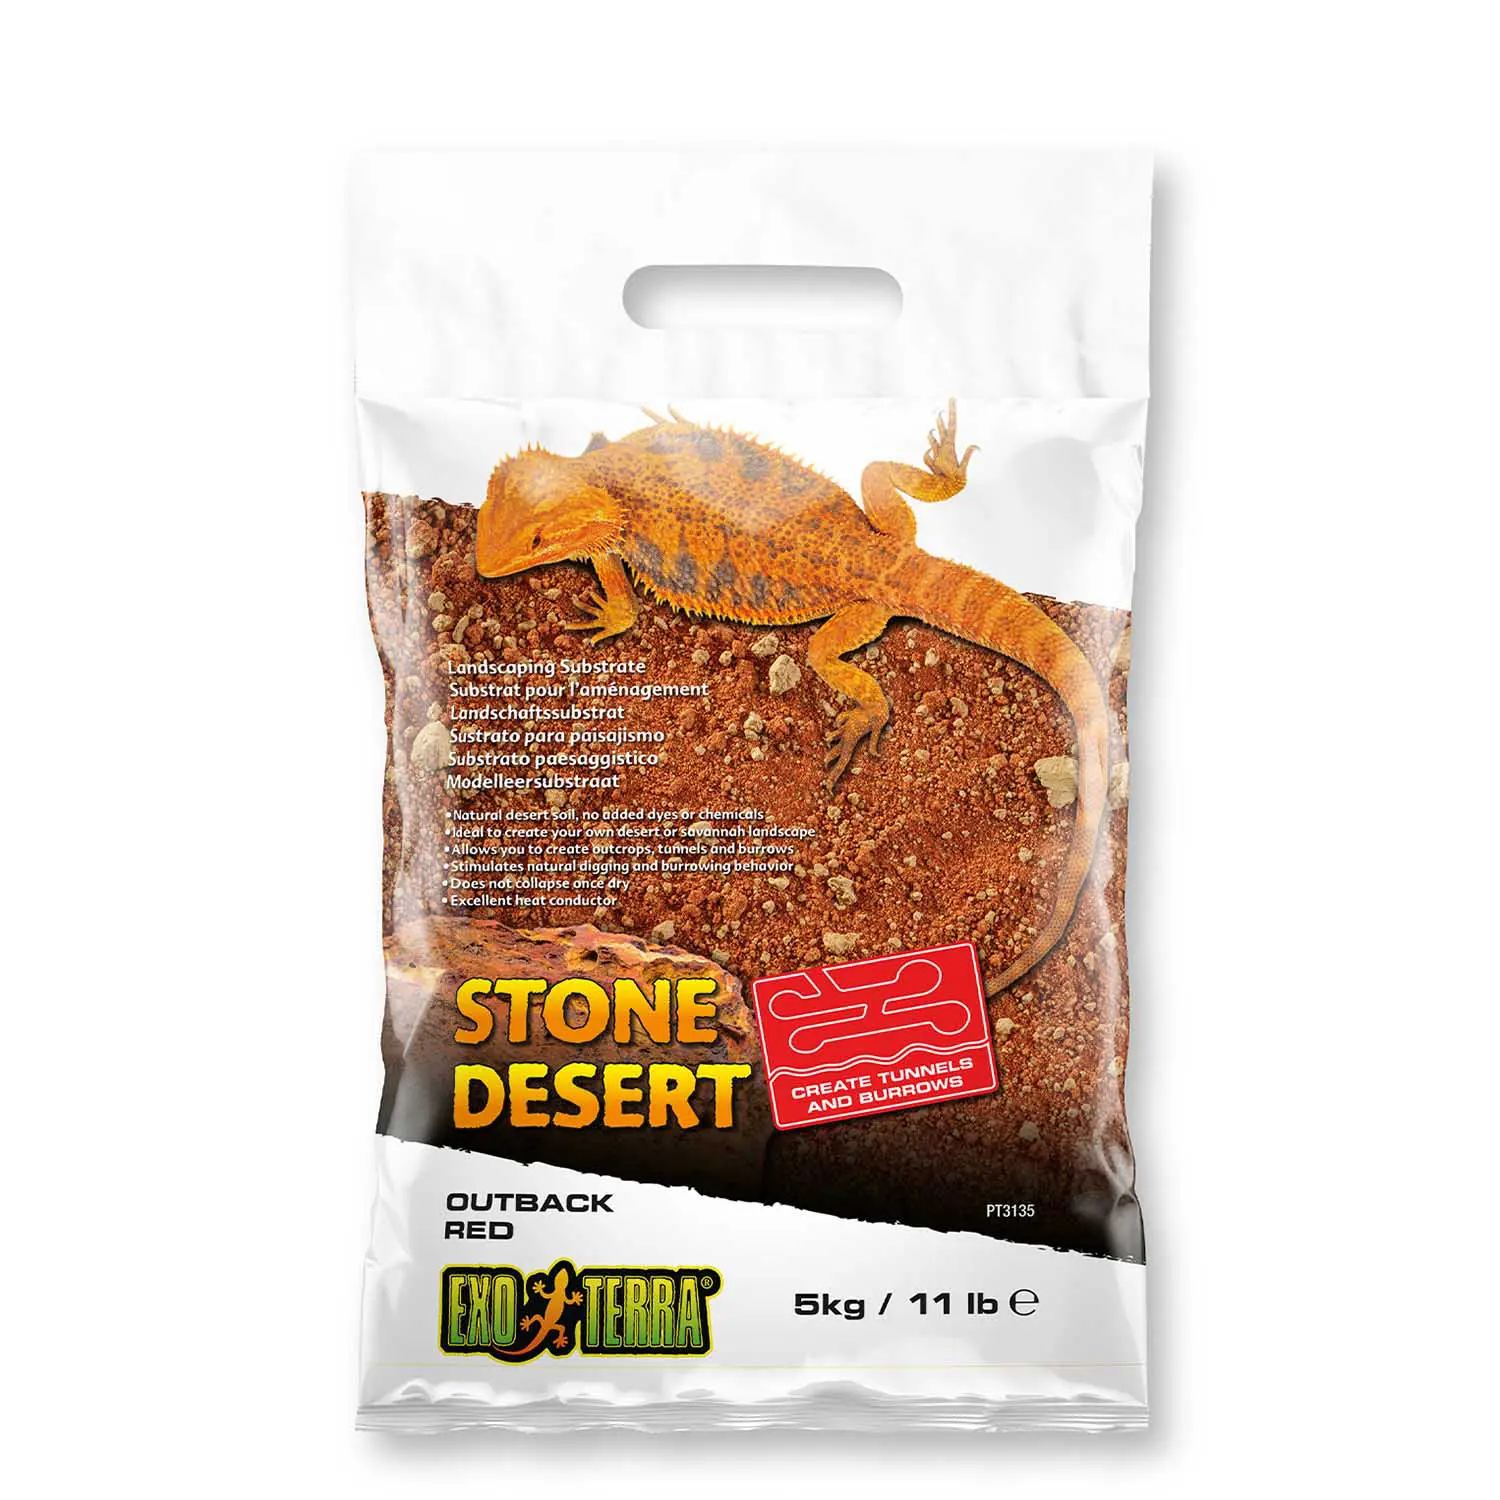 Landscaping Substrate
Substrat pour l'aménagement
Landschaftssubstrat
Sustrato para paisajismo
Substrato paesaggistico
Modelleersubstraat
•Natural desert soil, no added dyes or chemicals
•Ideal to create your own desert or savannah landscape
•Allows you to create outcrops, tunnels and burrows
•Stimulates natural digging and burrowing behavior
•Does not collapse once dry
•Excellent heat conductor
STONE
DESERT
CREATE TUNNELS
AND BURROWS
OUTBACK
RED
PT3135
EXO TERRA®
5kg / 11 lb ℮